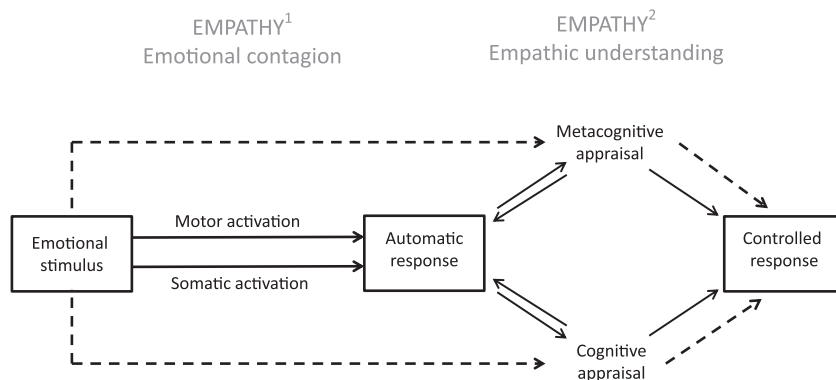 EMPATHY¹
Emotional contagion
EMPATHY²
Empathic understanding
Metacognitive
appraisal
Motor activation
Emotional
stimulus
Automatic
response
Controlled
response
Somatic activation
Cognitive
appraisal